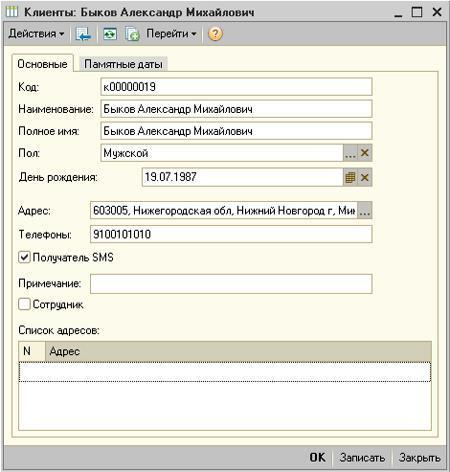 Клиенты: Быков Александр Михайлович
Действия Перейти
Основные Памятные даты
Код: к00000019
Наименование: Быков Александр Михайлович
Полное имя: Быков Александр Михайлович
Пол: Мужской ...
День рождения: 19.07.1987
Адрес: 603005, Нижегородская обл, Нижний Новгород г, Ми ...
Телефоны: 9100101010
Получатель SMS
Примечание:
Сотрудник
Список адресов:
N Адрес
OK Записать Закрыть